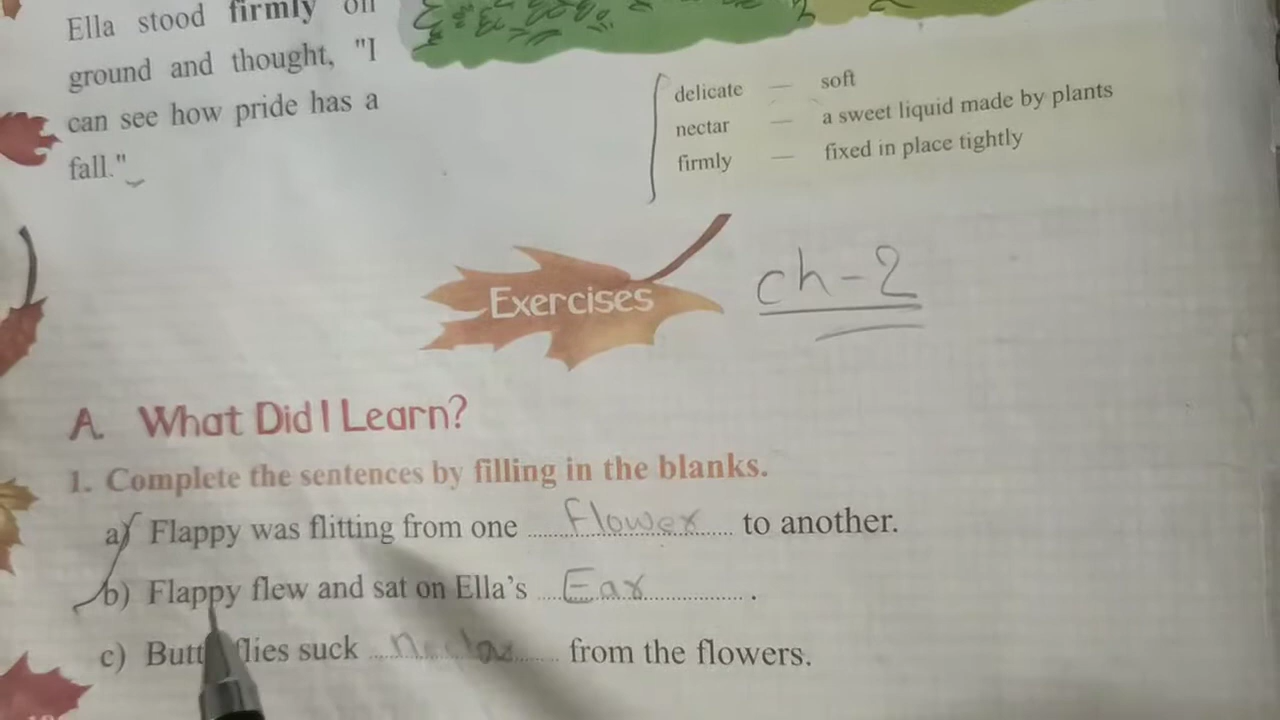 Ella stood firmly on
ground and thought, "I
can see how pride has a
fall."
delicate — soft
nectar — a sweet liquid made by plants
firmly — fixed in place tightly
Exercises
ch-2
A. What Did I Learn?
1. Complete the sentences by filling in the blanks.
a) Flappy was flitting from one flower to another.
b) Flappy flew and sat on Ella's Ear.
c) flies suck from the flowers.